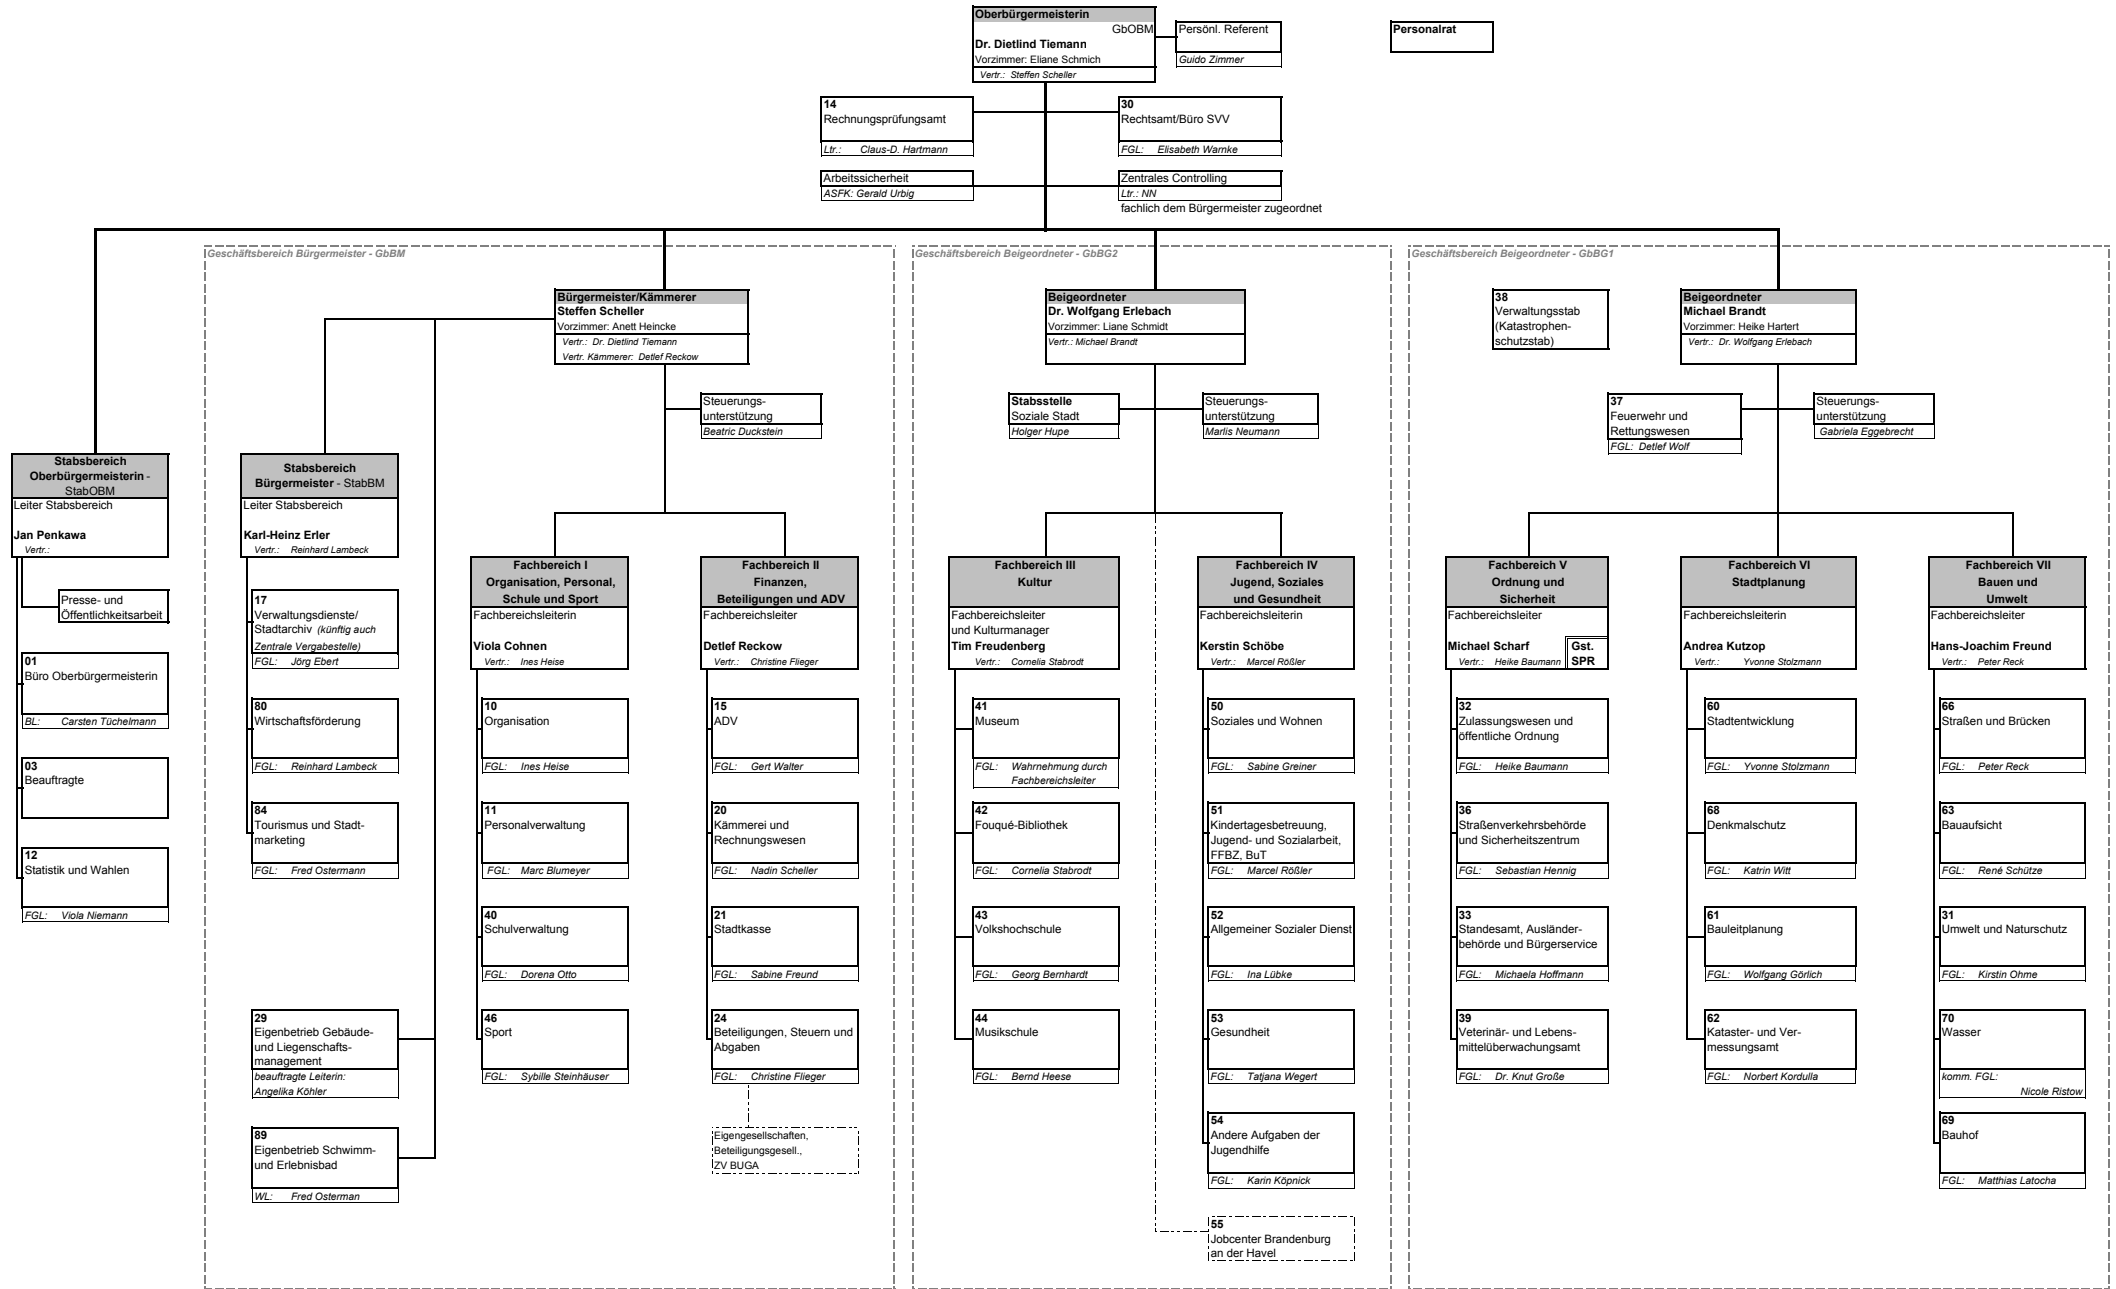 Oberbürgermeisterin
GbOBM
Dr. Dietlind Tiemann
Vorzimmer: Eliane Schmich
Vertr.: Steffen Scheller
Persönl. Referent
Guido Zimmer
Personalrat
14
Rechnungsprüfungsamt
Ltr.: Claus-D. Hartmann
30
Rechtsamt/Büro SVV
FGL: Elisabeth Warnke
Arbeitssicherheit
ASFK: Gerald Urbig
Zentrales Controlling
Ltr.: NN
fachlich dem Bürgermeister zugeordnet
Geschäftsbereich Bürgermeister - GbBM
Geschäftsbereich Beigeordneter - GbBG2
Geschäftsbereich Beigeordneter - GbBG1
Bürgermeister/Kämmerer
Steffen Scheller
Vorzimmer: Anett Heincke
Vertr.: Dr. Dietlind Tiemann
Vertr. Kämmerer: Detlef Reckow
Beigeordneter
Dr. Wolfgang Erlebach
Vorzimmer: Liane Schmidt
Vertr.: Michael Brandt
38
Verwaltungsstab
(Katastrophen-
schutzstab)
Beigeordneter
Michael Brandt
Vorzimmer: Heike Hartert
Vertr.: Dr. Wolfgang Erlebach
Steuerungs-
unterstützung
Beatric Duckstein
Stabsstelle
Soziale Stadt
Holger Hupe
Steuerungs-
unterstützung
Marlis Neumann
37
Feuerwehr und
Rettungswesen
FGL: Detlef Wolf
Steuerungs-
unterstützung
Gabriela Eggebrecht
Stabsbereich
Oberbürgermeisterin -
StabOBM
Leiter Stabsbereich
Jan Penkawa
Vertr.:
Presse- und
Öffentlichkeitsarbeit
01
Büro Oberbürgermeisterin
BL: Carsten Tüchelmann
03
Beauftragte
12
Statistik und Wahlen
FGL: Viola Niemann
Stabsbereich
Bürgermeister - StabBM
Leiter Stabsbereich
Karl-Heinz Erler
Vertr.: Reinhard Lambeck
17
Verwaltungsdienste/
Stadtarchiv (künftig auch
Zentrale Vergabestelle)
FGL: Jörg Ebert
80
Wirtschaftsförderung
FGL: Reinhard Lambeck
84
Tourismus und Stadt-
marketing
FGL: Fred Ostermann
29
Eigenbetrieb Gebäude-
und Liegenschafts-
management
beauftragte Leiterin:
Angelika Köhler
89
Eigenbetrieb Schwimm-
und Erlebnisbad
WL: Fred Osterman
Fachbereich I
Organisation, Personal,
Schule und Sport
Fachbereichsleiterin
Viola Cohnen
Vertr.: Ines Heise
10
Organisation
FGL: Ines Heise
11
Personalverwaltung
FGL: Marc Blumeyer
40
Schulverwaltung
FGL: Dorena Otto
46
Sport
FGL: Sybille Steinhäuser
Fachbereich II
Finanzen,
Beteiligungen und ADV
Fachbereichsleiter
Detlef Reckow
Vertr.: Christine Flieger
15
ADV
FGL: Gert Walter
20
Kämmerei und
Rechnungswesen
FGL: Nadin Scheller
21
Stadtkasse
FGL: Sabine Freund
24
Beteiligungen, Steuern und
Abgaben
FGL: Christine Flieger
Eigengesellschaften,
Beteiligungsgesell.,
ZV BUGA
Fachbereich III
Kultur
Fachbereichsleiter
und Kulturmanager
Tim Freudenberg
Vertr.: Cornelia Stabrodt
41
Museum
FGL: Wahrnehmung durch
Fachbereichsleiter
42
Fouqué-Bibliothek
FGL: Cornelia Stabrodt
43
Volkshochschule
FGL: Georg Bernhardt
44
Musikschule
FGL: Bernd Heese
Fachbereich IV
Jugend, Soziales
und Gesundheit
Fachbereichsleiterin
Kerstin Schöbe
Vertr.: Marcel Rößler
50
Soziales und Wohnen
FGL: Sabine Greiner
51
Kindertagesbetreuung,
Jugend- und Sozialarbeit,
FFBZ, BuT
FGL: Marcel Rößler
52
Allgemeiner Sozialer Dienst
FGL: Ina Lübke
53
Gesundheit
FGL: Tatjana Wegert
54
Andere Aufgaben der
Jugendhilfe
FGL: Karin Köpnick
55
Jobcenter Brandenburg
an der Havel
Fachbereich V
Ordnung und
Sicherheit
Fachbereichsleiter
Michael Scharf
Vertr.: Heike Baumann
Gst.
SPR
32
Zulassungswesen und
öffentliche Ordnung
FGL: Heike Baumann
36
Straßenverkehrsbehörde
und Sicherheitszentrum
FGL: Sebastian Hennig
33
Standesamt, Ausländer-
behörde und Bürgerservice
FGL: Michaela Hoffmann
39
Veterinär- und Lebens-
mittelüberwachungsamt
FGL: Dr. Knut Große
Fachbereich VI
Stadtplanung
Fachbereichsleiterin
Andrea Kutzop
Vertr.: Yvonne Stolzmann
60
Stadtentwicklung
FGL: Yvonne Stolzmann
68
Denkmalschutz
FGL: Katrin Witt
61
Bauleitplanung
FGL: Wolfgang Görlich
62
Kataster- und Ver-
messungsamt
FGL: Norbert Kordulla
Fachbereich VII
Bauen und
Umwelt
Fachbereichsleiter
Hans-Joachim Freund
Vertr.: Peter Reck
66
Straßen und Brücken
FGL: Peter Reck
63
Bauaufsicht
FGL: René Schütze
31
Umwelt und Naturschutz
FGL: Kirstin Ohme
70
Wasser
komm. FGL:
Nicole Ristow
69
Bauhof
FGL: Matthias Latocha